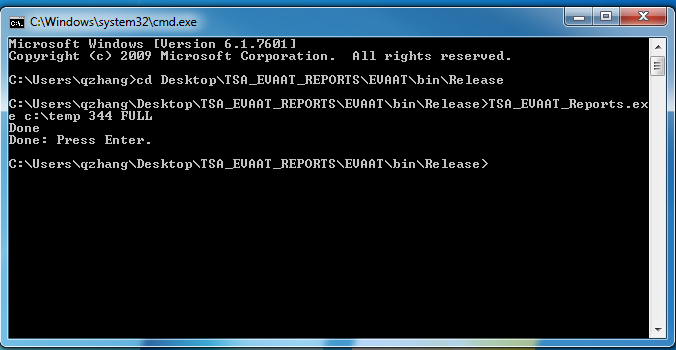 C:\Windows\system32\cmd.exe
Microsoft Windows [Version 6.1.7601]
Copyright (c) 2009 Microsoft Corporation.  All rights reserved.
C:\Users\qzhang>cd Desktop\TSA_EVAAT_REPORTS\EVAAT\bin\Release
C:\Users\qzhang\Desktop\TSA_EVAAT_REPORTS\EVAAT\bin\Release>TSA_EVAAT_Reports.ex
e c:\temp 344 FULL
Done
Done: Press Enter.
C:\Users\qzhang\Desktop\TSA_EVAAT_REPORTS\EVAAT\bin\Release>